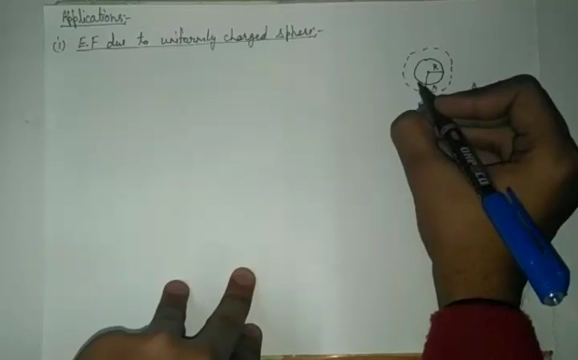 Applications:-
(i) E.F due to uniformly charged sphere:-
R